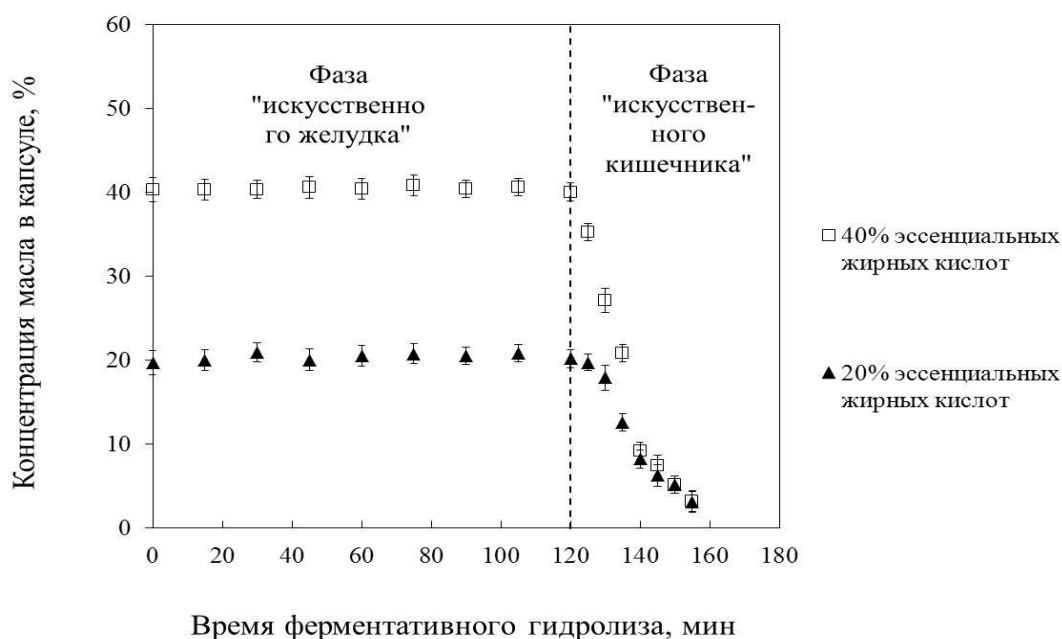 60
50
40
30
20
10
0
0
20
40
60
80
100
120
140
160
180
Концентрация масла в капсуле, %
Фаза
"искусственно
го желудка"
Фаза
"искусствен-
ного
кишечника"
40% эссенциальных
жирных кислот
20% эссенциальных
жирных кислот
Время ферментативного гидролиза, мин